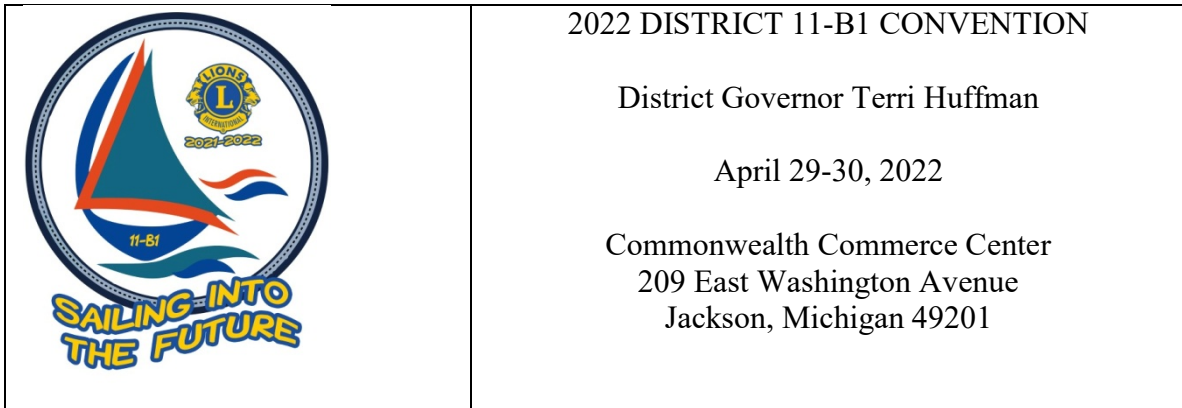 LIONS
L
INTERNATIONAL
2021-2022
11-B1
SAILING INTO
THE FUTURE
2022 DISTRICT 11-B1 CONVENTION
District Governor Terri Huffman
April 29-30, 2022
Commonwealth Commerce Center
209 East Washington Avenue
Jackson, Michigan 49201